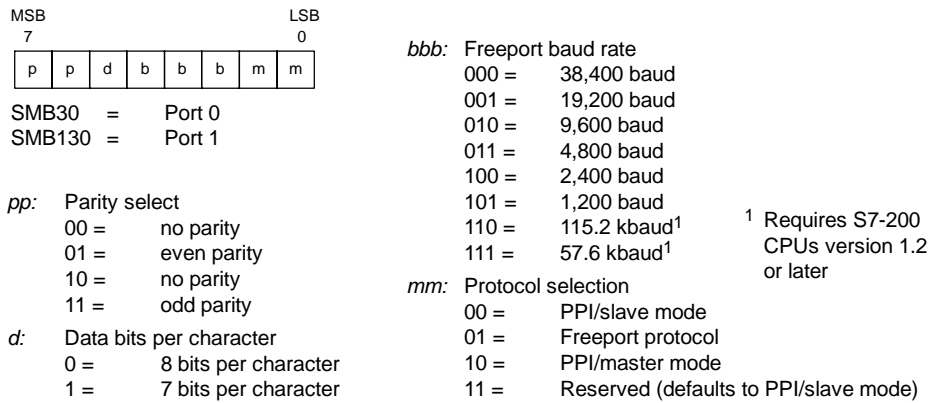 MSB LSB
7 0
p p d b b b m m
SMB30 = Port 0
SMB130 = Port 1
pp: Parity select
00 = no parity
01 = even parity
10 = no parity
11 = odd parity
d: Data bits per character
0 = 8 bits per character
1 = 7 bits per character
bbb: Freeport baud rate
000 = 38,400 baud
001 = 19,200 baud
010 = 9,600 baud
011 = 4,800 baud
100 = 2,400 baud
101 = 1,200 baud
110 = 115.2 kbaud1
111 = 57.6 kbaud1
1 Requires S7-200
CPUs version 1.2
or later
mm: Protocol selection
00 = PPI/slave mode
01 = Freeport protocol
10 = PPI/master mode
11 = Reserved (defaults to PPI/slave mode)